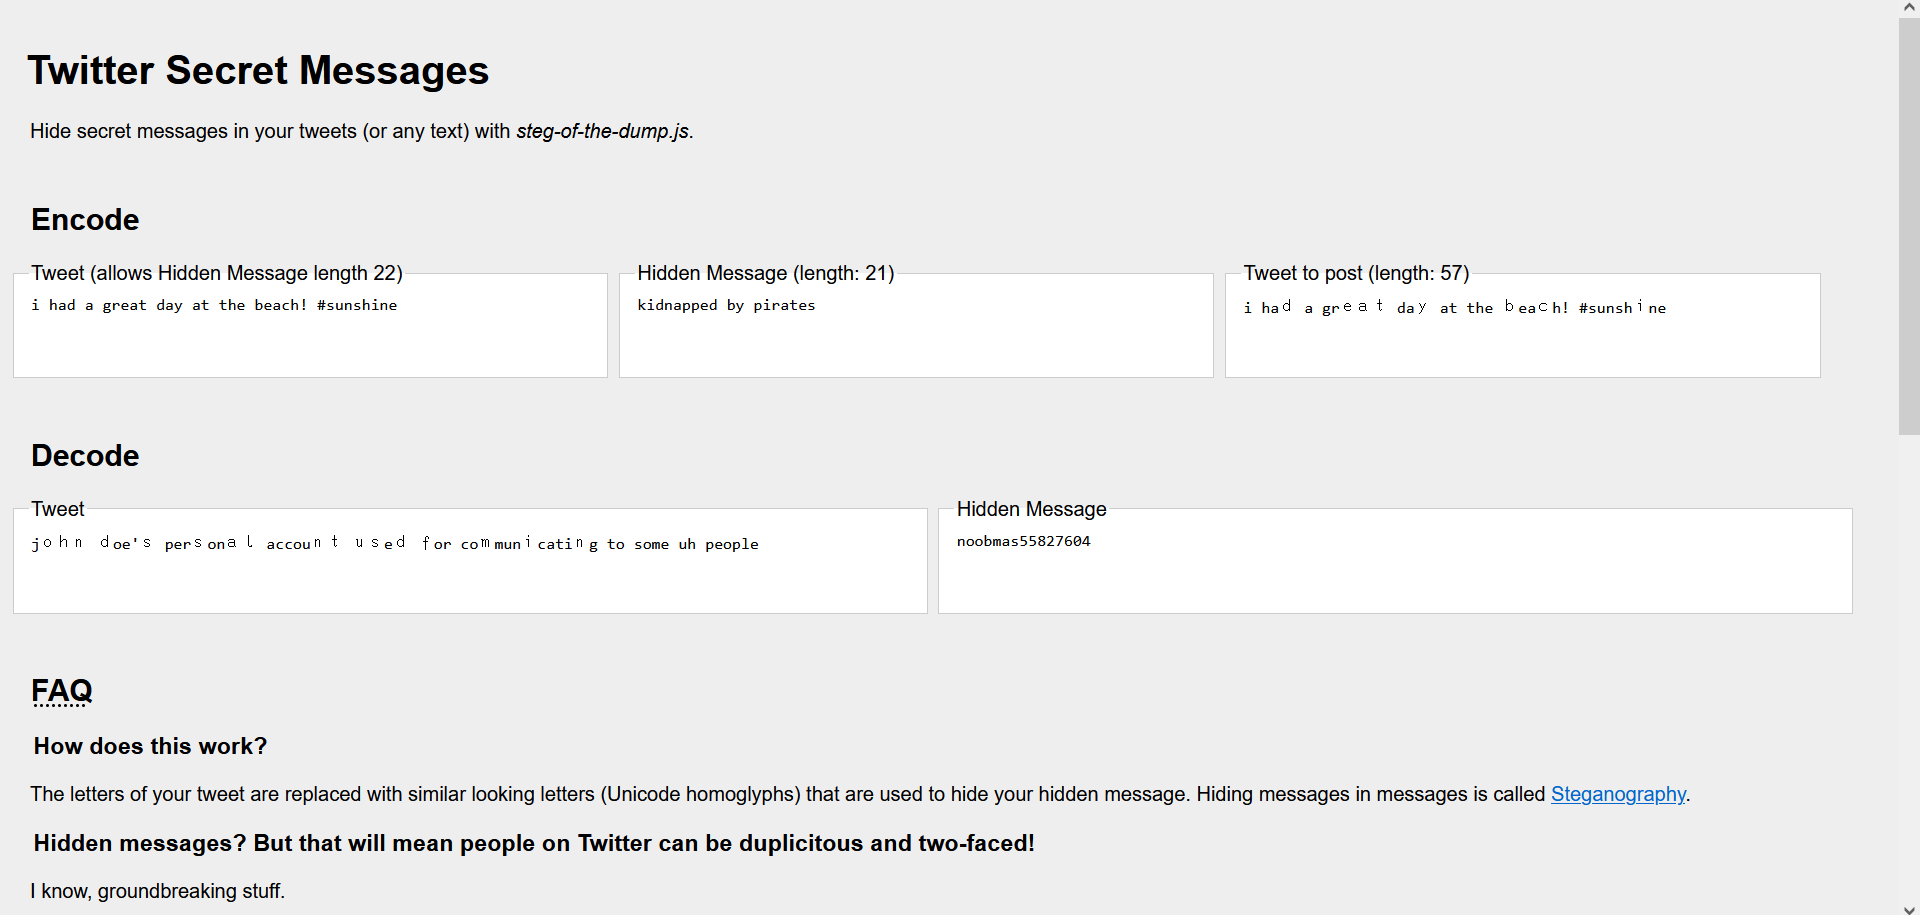 Twitter Secret Messages
Hide secret messages in your tweets (or any text) with steg-of-the-dump.js.
Encode
Tweet (allows Hidden Message length 22)
i had a great day at the beach! #sunshine
Hidden Message (length: 21)
kidnapped by pirates
Tweet to post (length: 57)
i haⅾ a grｅａｔ daｙ at the ｂeaⅽh! #sunshｉne
Decode
Tweet
jｏｈｎ ⅾoe'ｓ perｓonａｌ accouｎｔ ｕｓeⅾ ｆor coｍmunｉcatiｎg to some uh people
Hidden Message
noobmas55827604
FAQ
How does this work?
The letters of your tweet are replaced with similar looking letters (Unicode homoglyphs) that are used to hide your hidden message. Hiding messages in messages is called Steganography.
Hidden messages? But that will mean people on Twitter can be duplicitous and two-faced!
I know, groundbreaking stuff.